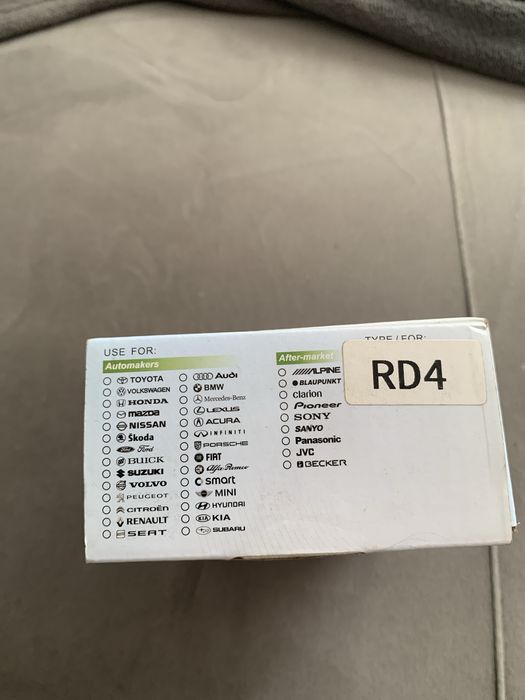 USE FOR:
Automakers
TOYOTA
VOLKSWAGEN
HONDA
mazda
NISSAN
Škoda
Ford
BUICK
SUZUKI
VOLVO
PEUGEOT
CITROËN
RENAULT
SEAT
Audi
BMW
Mercedes-Benz
LEXUS
ACURA
INFINITI
PORSCHE
FIAT
Alfa Romeo
smart
MINI
HYUNDAI
KIA
SUBARU
After-market
ALPINE
BLAUPUNKT
clarion
Pioneer
SONY
SANYO
Panasonic
JVC
BECKER
TYPE/FOR:
RD4